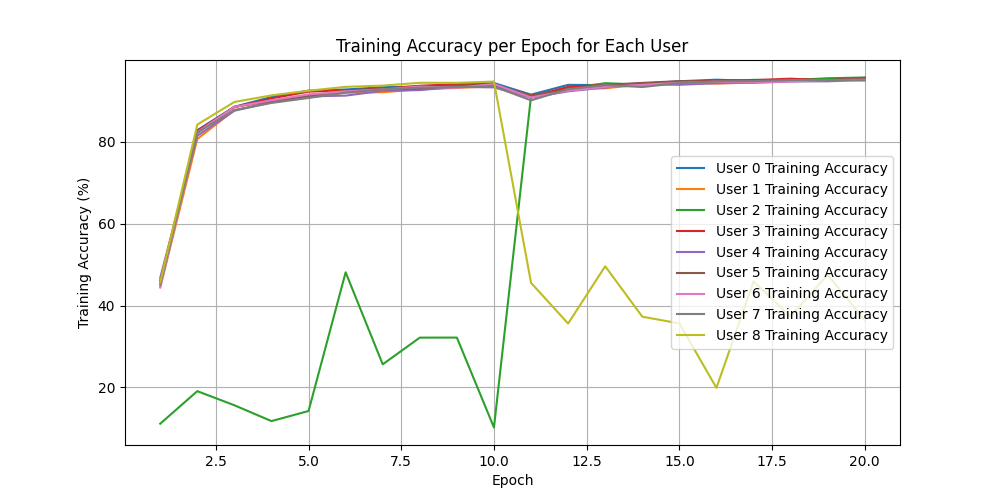 Training Accuracy per Epoch for Each User
Training Accuracy (%)
80
60
40
20
User 0 Training Accuracy
User 1 Training Accuracy
User 2 Training Accuracy
User 3 Training Accuracy
User 4 Training Accuracy
User 5 Training Accuracy
User 6 Training Accuracy
User 7 Training Accuracy
User 8 Training Accuracy
2.5 5.0 7.5 10.0 12.5 15.0 17.5 20.0
Epoch